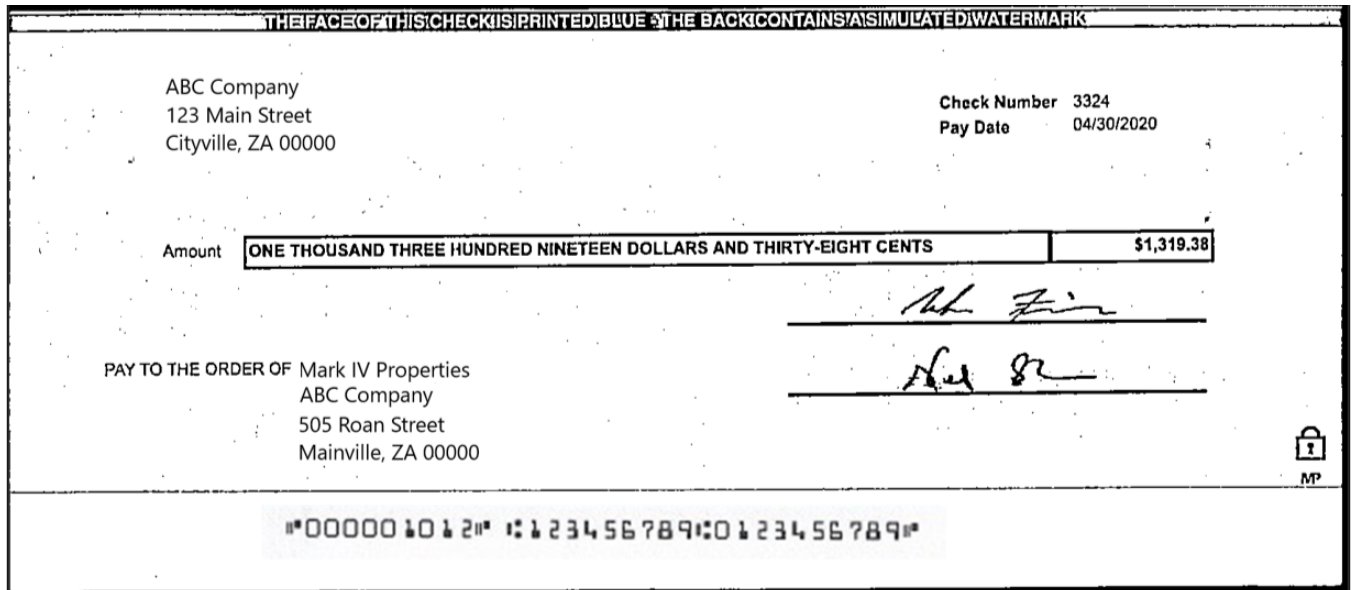 THE FACE OF THIS CHECK IS PRINTED BLUE - THE BACK CONTAINS A SIMULATED WATERMARK
ABC Company
123 Main Street
Cityville, ZA 00000
Check Number 3324
Pay Date 04/30/2020
Amount ONE THOUSAND THREE HUNDRED NINETEEN DOLLARS AND THIRTY-EIGHT CENTS $1,319.38
PAY TO THE ORDER OF Mark IV Properties
ABC Company
505 Roan Street
Mainville, ZA 00000
MP
⑈000001012⑈ ⑆123456789⑆0123456789⑈